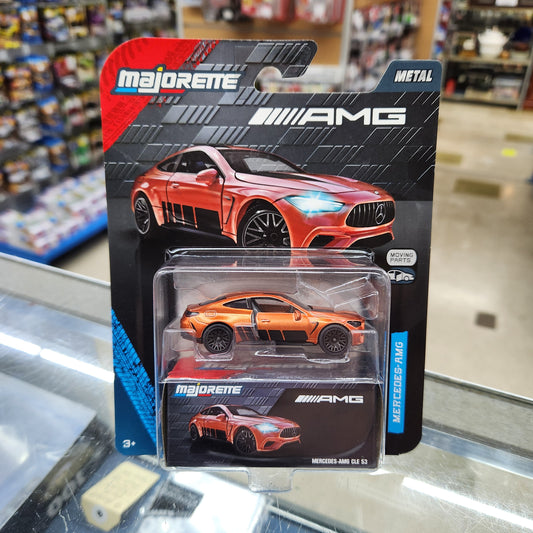 majorette
METAL
AMG
MOVING
PARTS
MERCEDES-AMG
majorette
AMG
MERCEDES-AMG CLE 53
3+